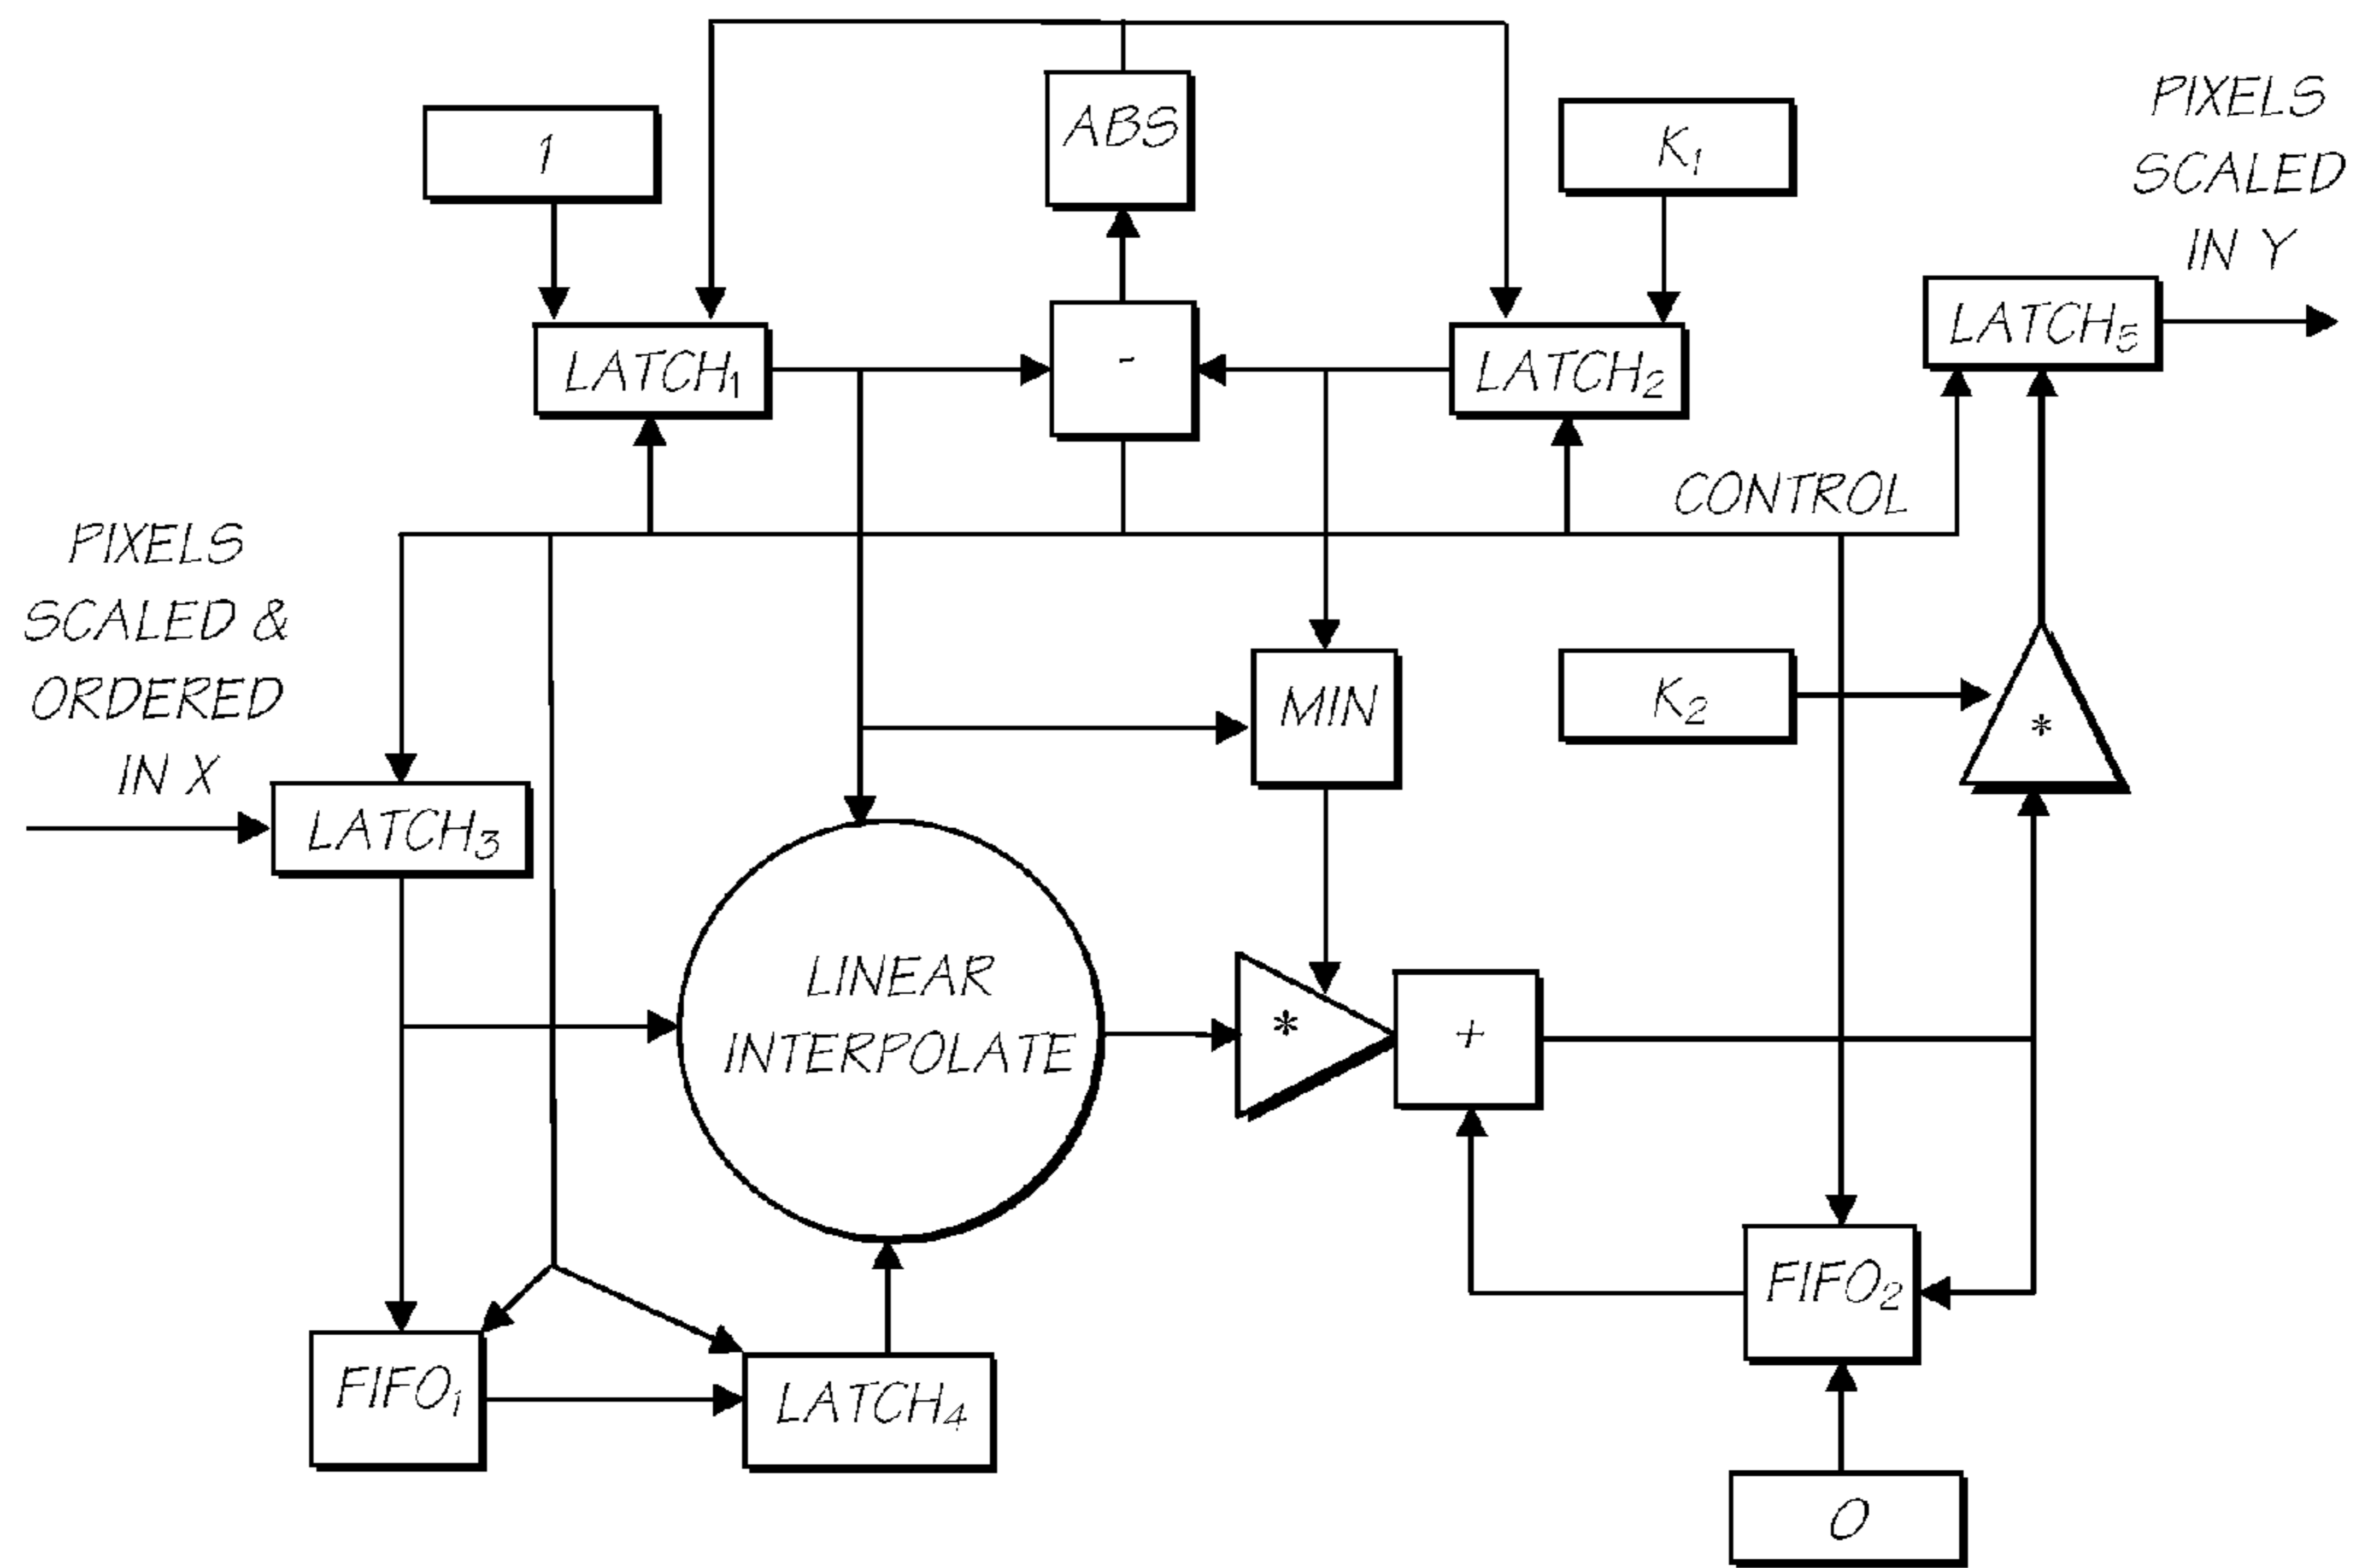 ABS
1
K₁
PIXELS
SCALED
IN Y
LATCH₁
-
LATCH₂
LATCH₅
CONTROL
PIXELS
SCALED &
ORDERED
IN X
MIN
K₂
*
LATCH₃
LINEAR
INTERPOLATE
*
+
FIFO₁
LATCH₄
FIFO₂
0